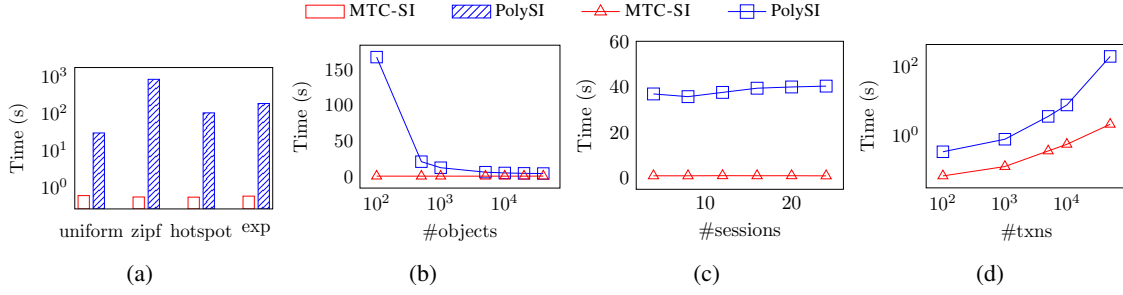 MTC-SI PolySI MTC-SI PolySI
Time (s)
10^3
10^2
10^1
10^0
uniform zipf hotspot exp
(a)
Time (s)
150
100
50
0
10^2 10^3 10^4
#objects
(b)
Time (s)
60
40
20
0
10 20
#sessions
(c)
Time (s)
10^2
10^0
10^2 10^3 10^4
#txns
(d)